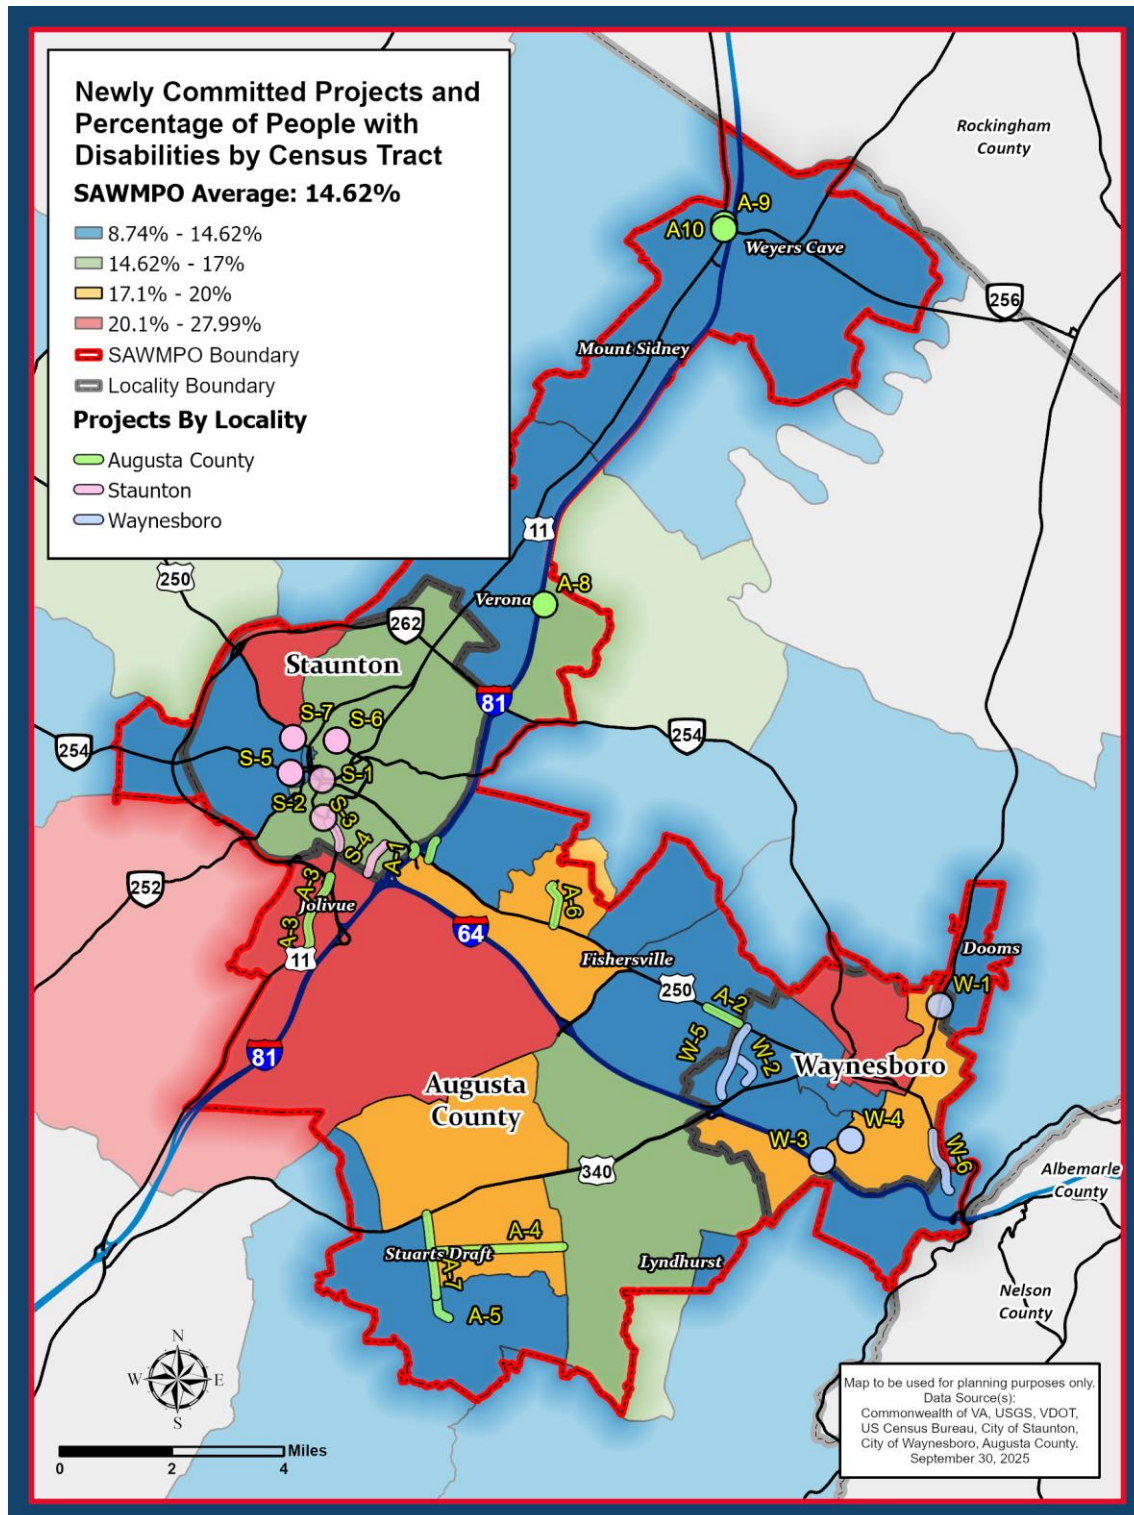 Newly Committed Projects and
Percentage of People with
Disabilities by Census Tract
SAWMPO Average: 14.62%
8.74% - 14.62%
14.62% - 17%
17.1% - 20%
20.1% - 27.99%
SAWMPO Boundary
Locality Boundary
Projects By Locality
Augusta County
Staunton
Waynesboro
Rockingham
County
A-9
A10
Weyers Cave
256
Mount Sidney
11
250
A-8
Verona
262
Staunton
81
S-7
S-6
254
254
S-5
S-1
S-2
S-3
S-4
A-1
252
A-3
Jolivue
A-3
11
64
A-6
Fishersville
Dooms
250
W-1
A-2
W-5
W-2
81
Waynesboro
Augusta
County
W-4
W-3
W-6
340
Albemarle
County
A-4
Stuarts Draft
A-7
Lyndhurst
A-5
Nelson
County
N
W
E
S
Miles
0
2
4
Map to be used for planning purposes only.
Data Source(s):
Commonwealth of VA, USGS, VDOT,
US Census Bureau, City of Staunton,
City of Waynesboro, Augusta County.
September 30, 2025